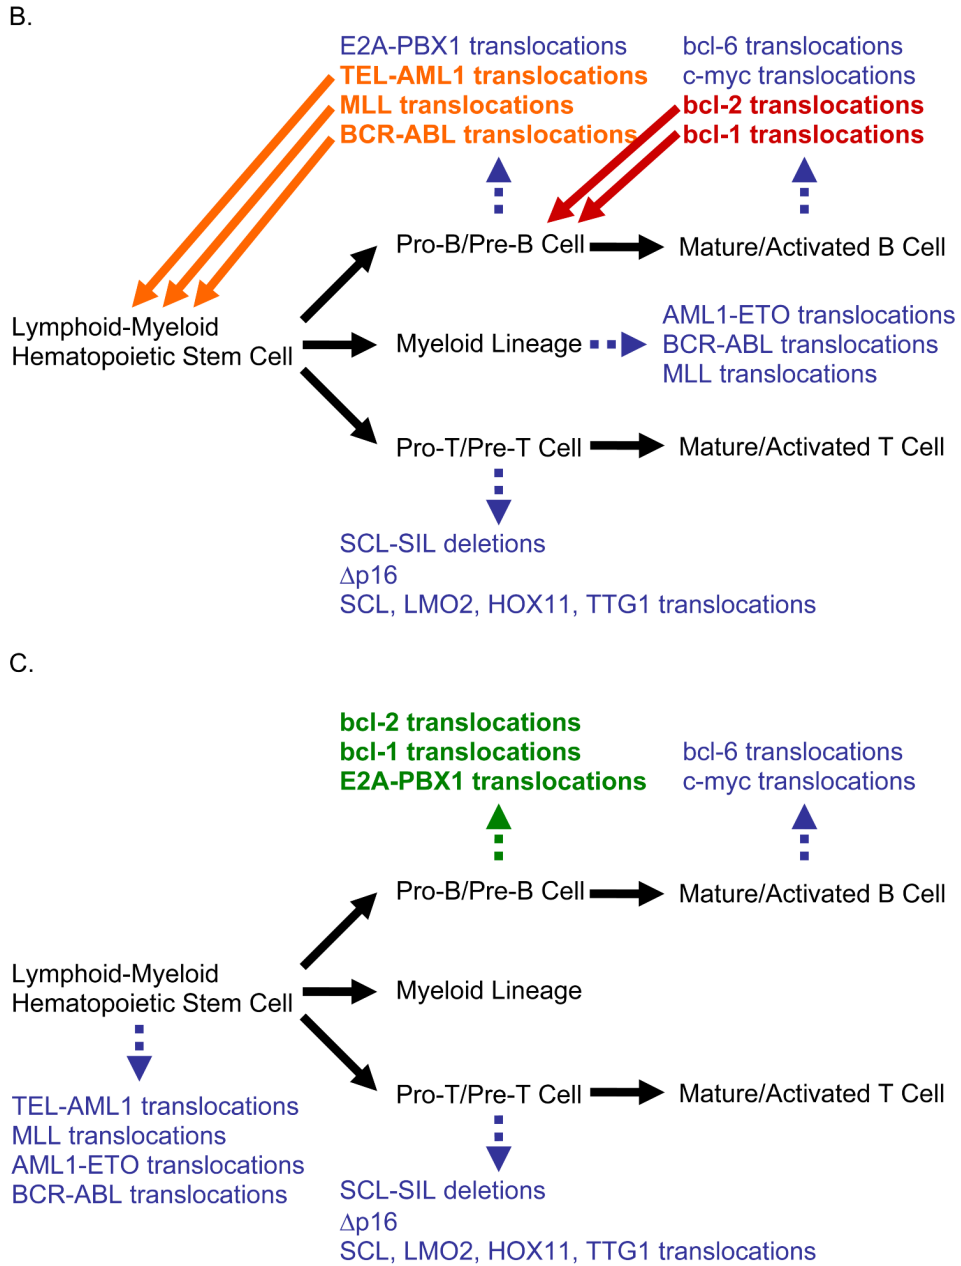 B.
E2A-PBX1 translocations
TEL-AML1 translocations
MLL translocations
BCR-ABL translocations
bcl-6 translocations
c-myc translocations
bcl-2 translocations
bcl-1 translocations
Pro-B/Pre-B Cell
Mature/Activated B Cell
Lymphoid-Myeloid
Hematopoietic Stem Cell
Myeloid Lineage
AML1-ETO translocations
BCR-ABL translocations
MLL translocations
Pro-T/Pre-T Cell
Mature/Activated T Cell
SCL-SIL deletions
Δp16
SCL, LMO2, HOX11, TTG1 translocations
C.
bcl-2 translocations
bcl-1 translocations
E2A-PBX1 translocations
bcl-6 translocations
c-myc translocations
Pro-B/Pre-B Cell
Mature/Activated B Cell
Lymphoid-Myeloid
Hematopoietic Stem Cell
Myeloid Lineage
Pro-T/Pre-T Cell
Mature/Activated T Cell
TEL-AML1 translocations
MLL translocations
AML1-ETO translocations
BCR-ABL translocations
SCL-SIL deletions
Δp16
SCL, LMO2, HOX11, TTG1 translocations